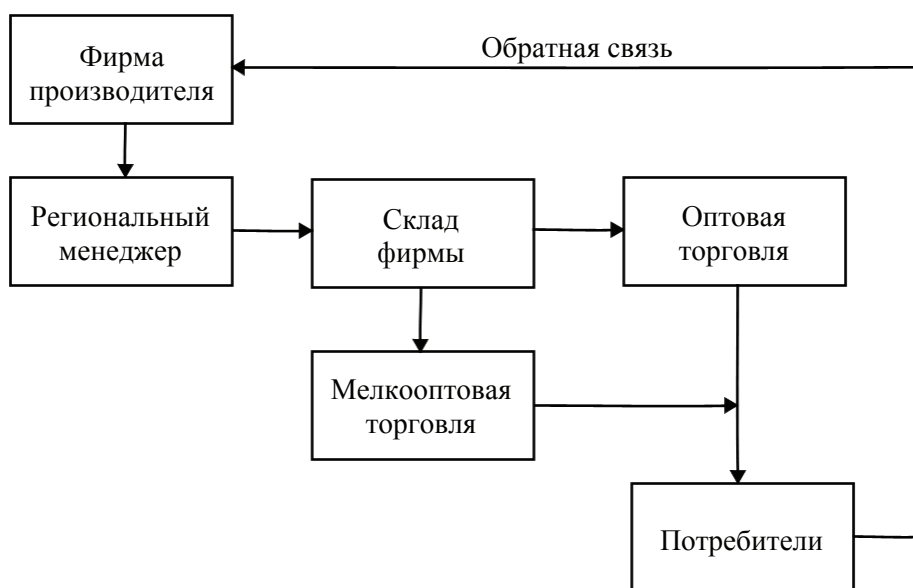 Обратная связь
Фирма
производителя
Региональный
менеджер
Склад
фирмы
Оптовая
торговля
Мелкооптовая
торговля
Потребители